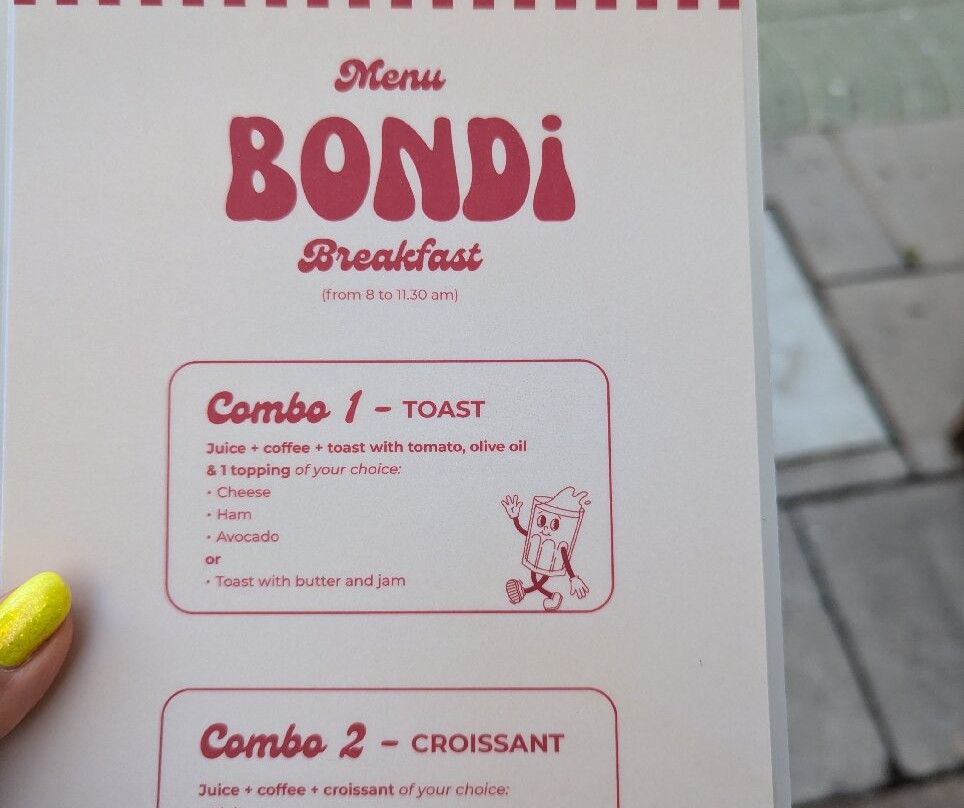 Menu
BONDi
Breakfast
(from 8 to 11.30 am)
Combo 1 - TOAST
Juice + coffee + toast with tomato, olive oil
& 1 topping of your choice:
• Cheese
• Ham
• Avocado
or
• Toast with butter and jam
Combo 2 - CROISSANT
Juice + coffee + croissant of your choice: